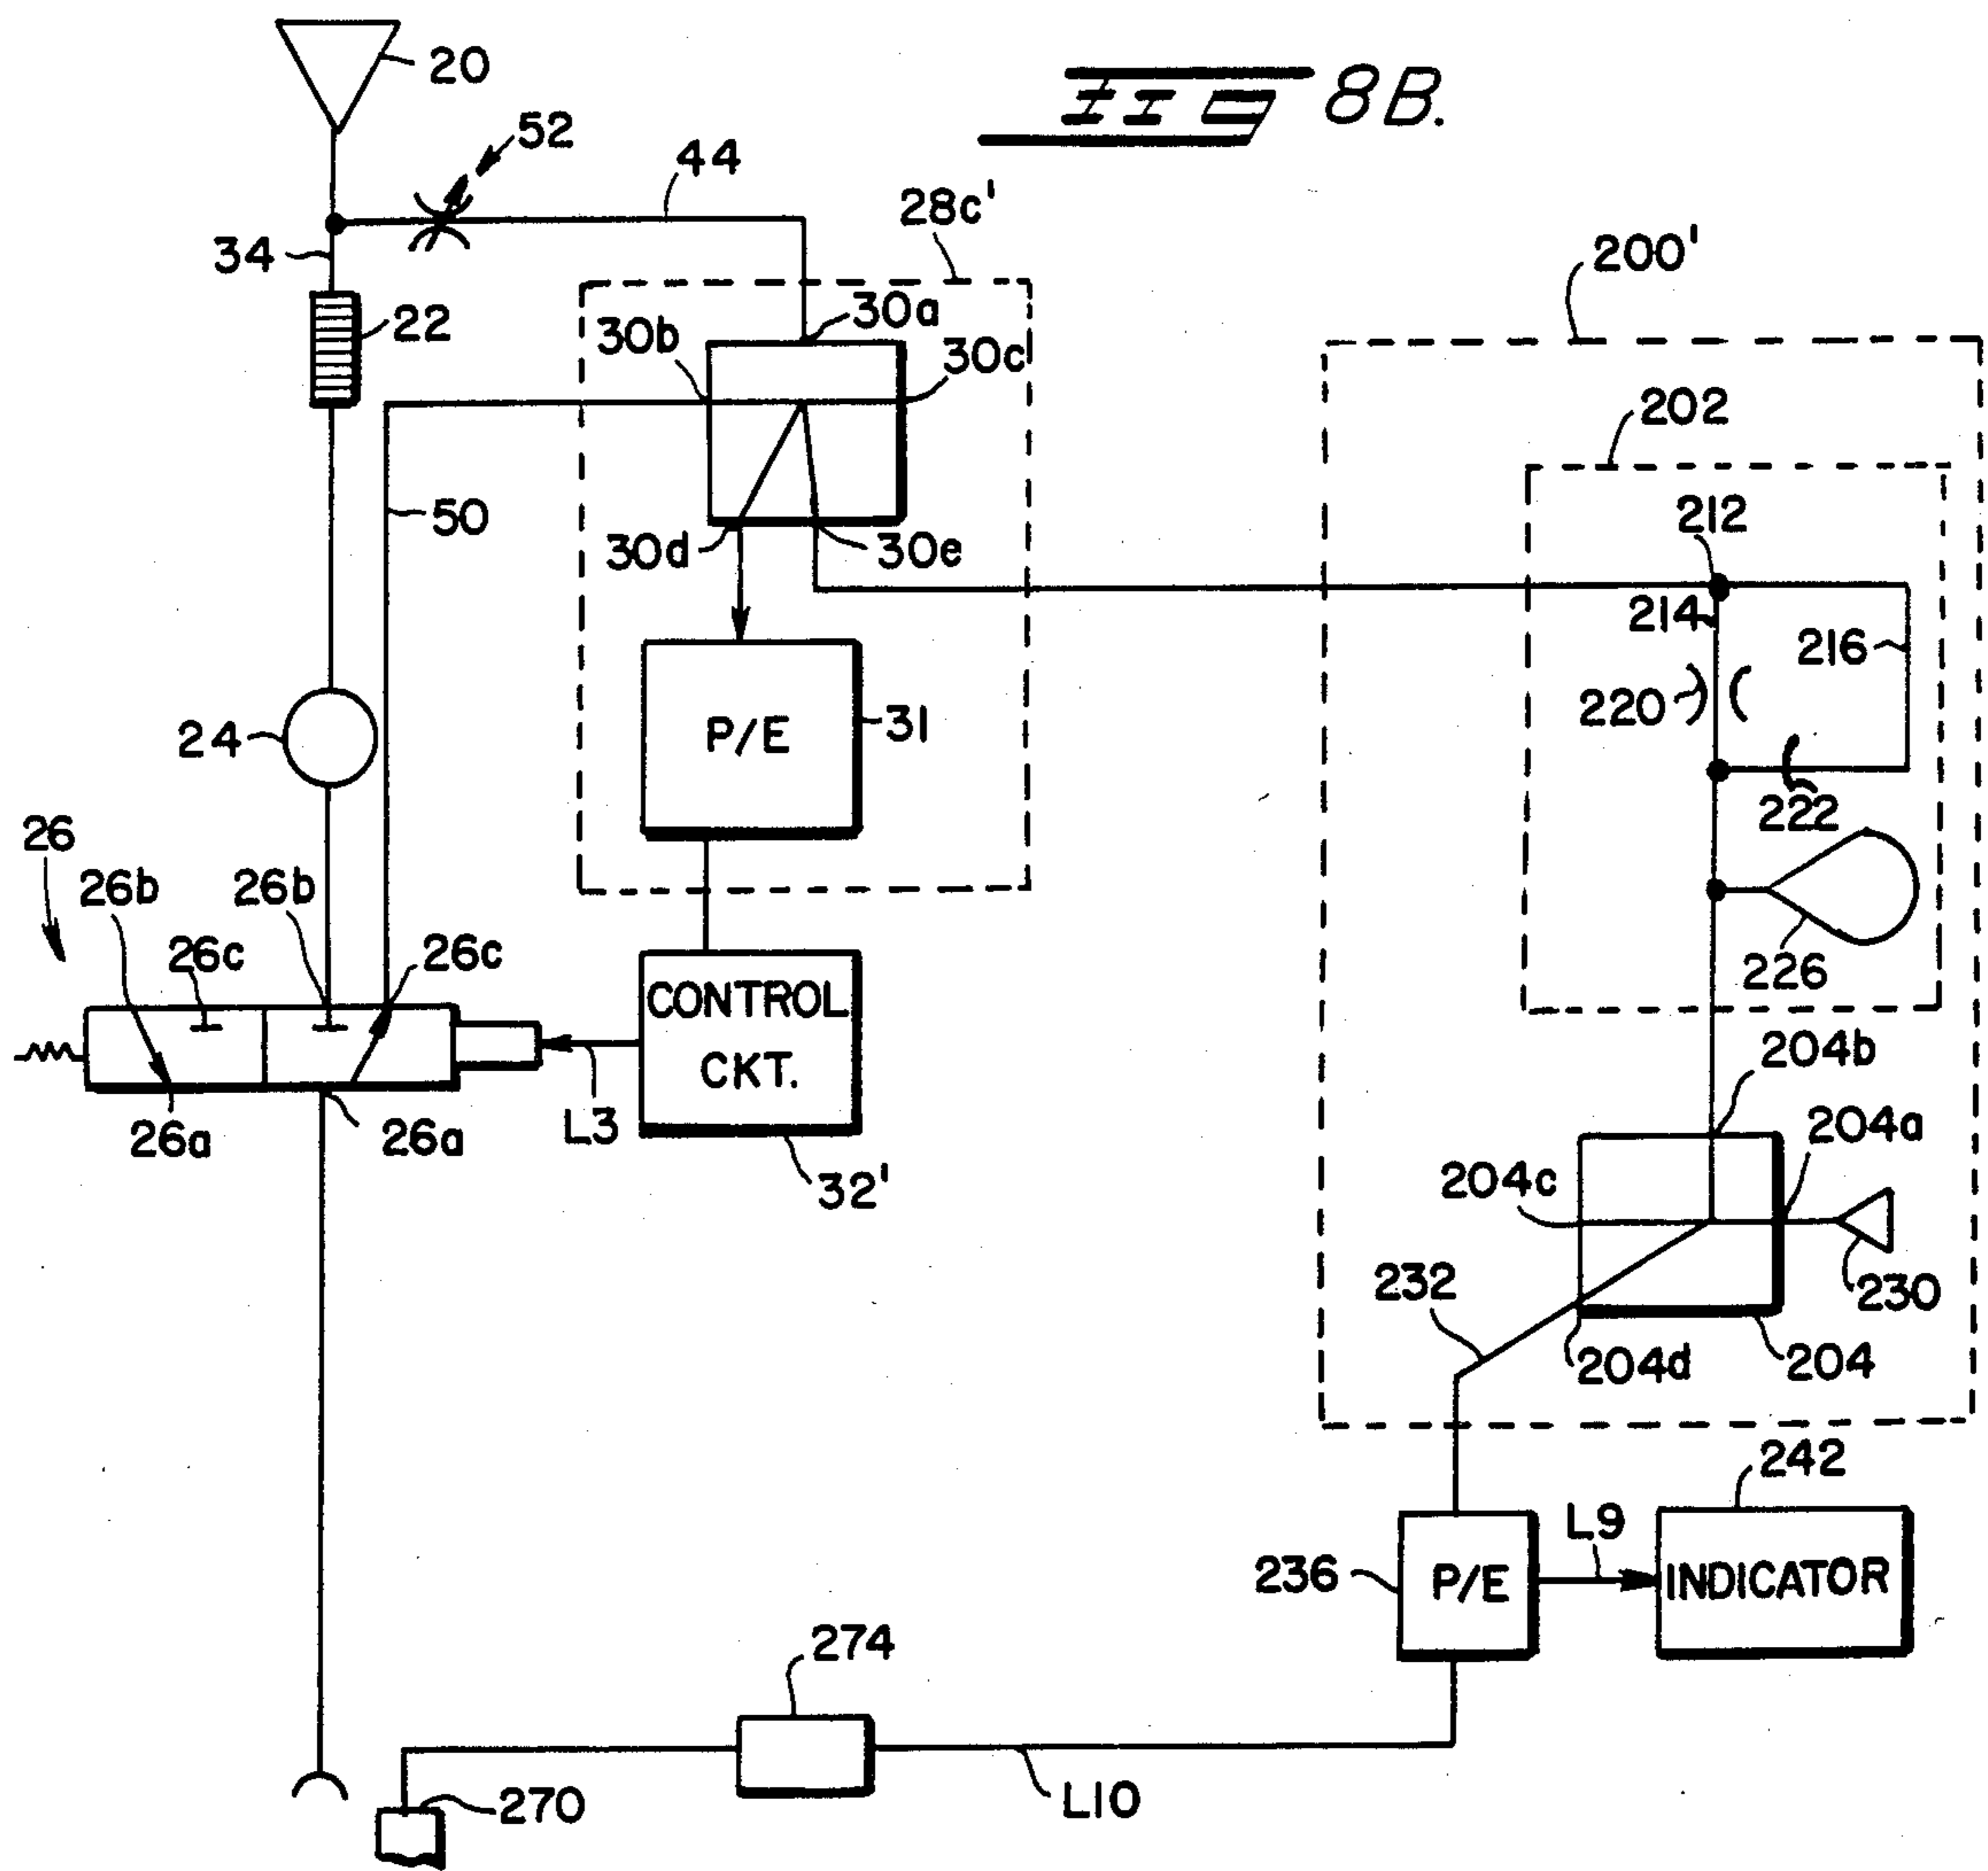 FIG 8B.
20
52
44
28c'
34
200'
30a
22
30b
30c
202
50
212
30d
30e
214
216
220
P/E
31
24
222
26
26b
26b
26c
26c
226
CONTROL
CKT.
204b
26a
26a
L3
204a
32'
204c
232
230
204d
204
242
L9
236
P/E
INDICATOR
274
270
L10